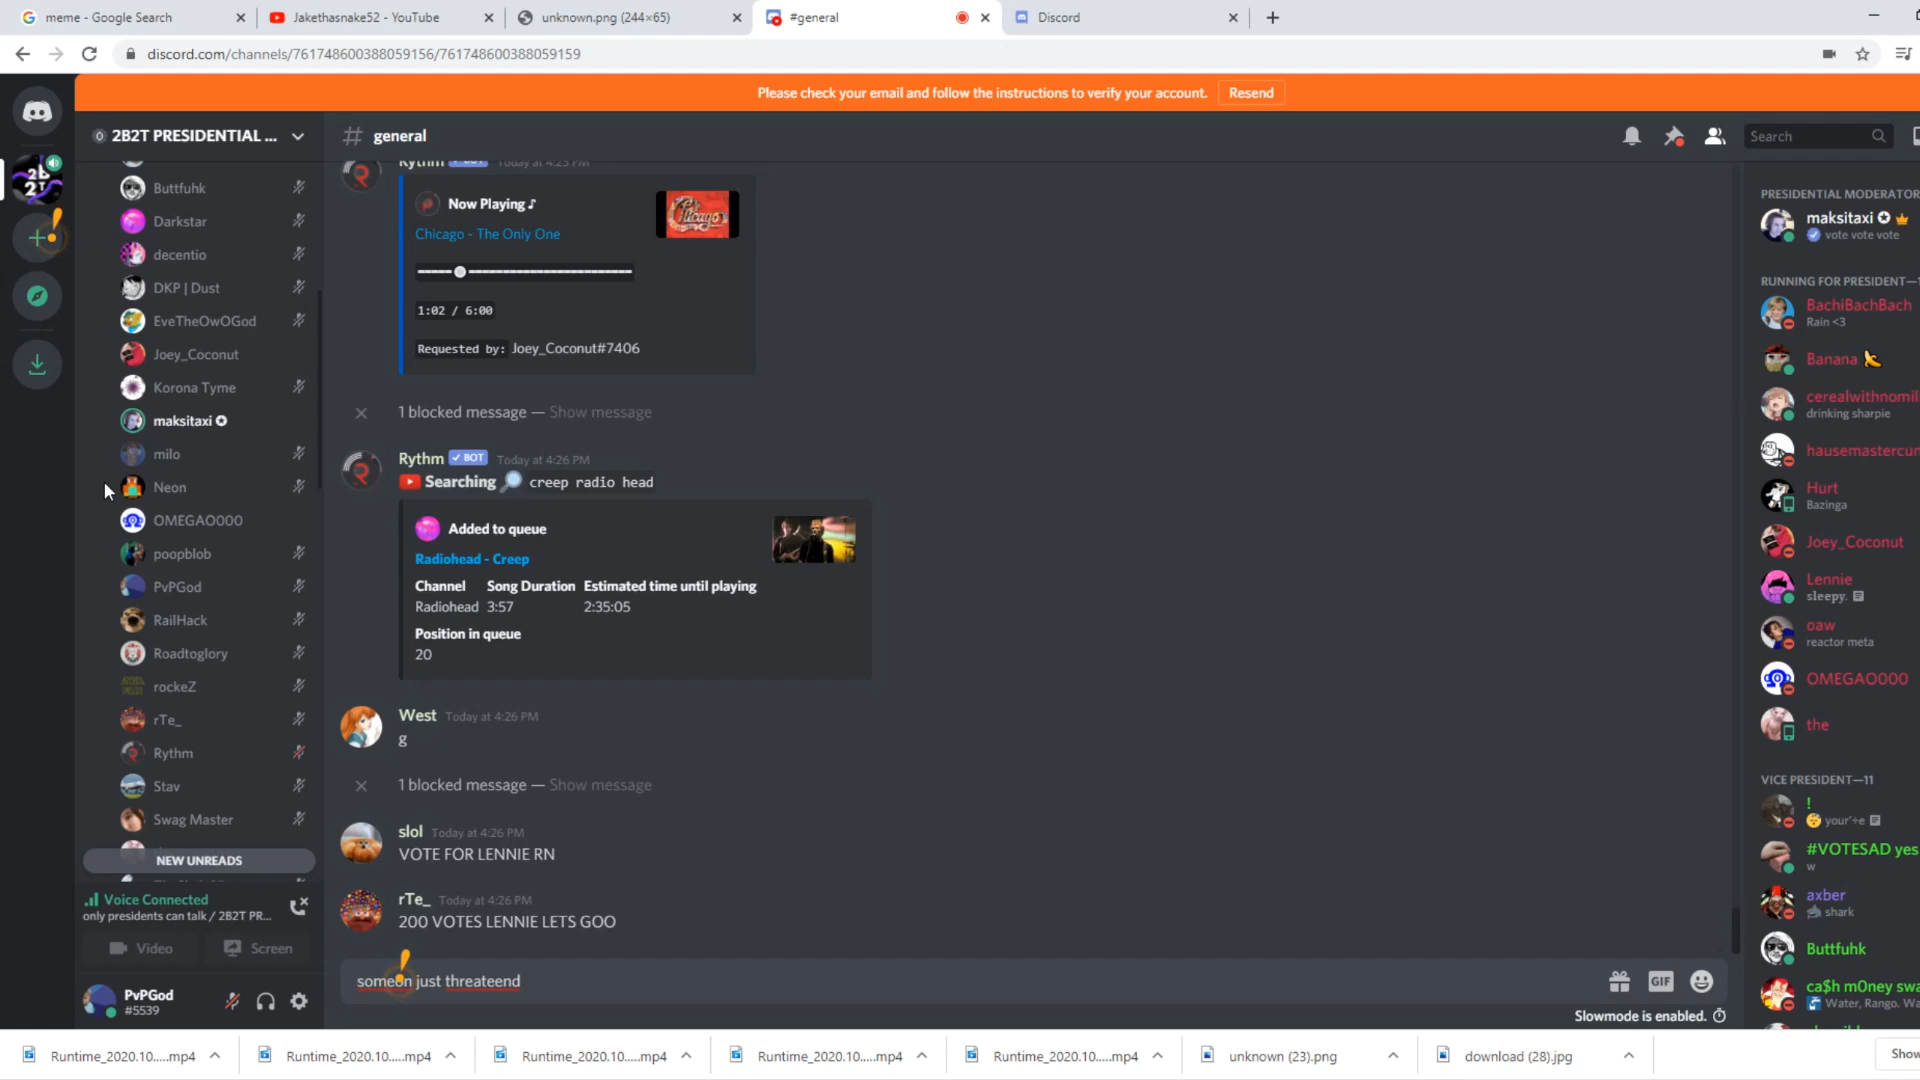 meme - Google Search
Jakethasnake52 - YouTube
unknown.png (244×65)
#general
Discord
discord.com/channels/761748600388059156/761748600388059159
Please check your email and follow the instructions to verify your account.
Resend
2B2T PRESIDENTIAL ...
general
Search
Buttfuhk
Darkstar
decentio
DKP | Dust
EveTheOwOGod
Joey_Coconut
Korona Tyme
maksitaxi
milo
Neon
OMEGAO000
poopblob
PvPGod
RailHack
Roadtoglory
rockeZ
rTe_
Rythm
Stav
Swag Master
NEW UNREADS
Voice Connected
only presidents can talk / 2B2T PR...
Video
Screen
PvPGod
#5539
Rythm BOT Today at 4:25 PM
Now Playing ♪
Chicago - The Only One
Chicago
1:02 / 6:00
Requested by: Joey_Coconut#7406
1 blocked message — Show message
Rythm BOT Today at 4:26 PM
Searching creep radio head
Added to queue
Radiohead - Creep
Channel Song Duration Estimated time until playing
Radiohead 3:57 2:35:05
Position in queue
20
West Today at 4:26 PM
g
1 blocked message — Show message
slol Today at 4:26 PM
VOTE FOR LENNIE RN
rTe_ Today at 4:26 PM
200 VOTES LENNIE LETS GOO
someon just threateend
GIF
Slowmode is enabled.
PRESIDENTIAL MODERATOR
maksitaxi
vote vote vote
RUNNING FOR PRESIDENT—1
BachiBachBach
Rain <3
Banana
cerealwithnomil
drinking sharpie
hausemastercum
Hurt
Bazinga
Joey_Coconut
Lennie
sleepy.
oaw
reactor meta
OMEGAO000
the
VICE PRESIDENT—11
!
your'÷e
#VOTESAD yes
w
axber
shark
Buttfuhk
ca$h m0ney swa
Water, Rango. Wa
Runtime_2020.10.....mp4
Runtime_2020.10.....mp4
Runtime_2020.10.....mp4
Runtime_2020.10.....mp4
Runtime_2020.10.....mp4
unknown (23).png
download (28).jpg
Show